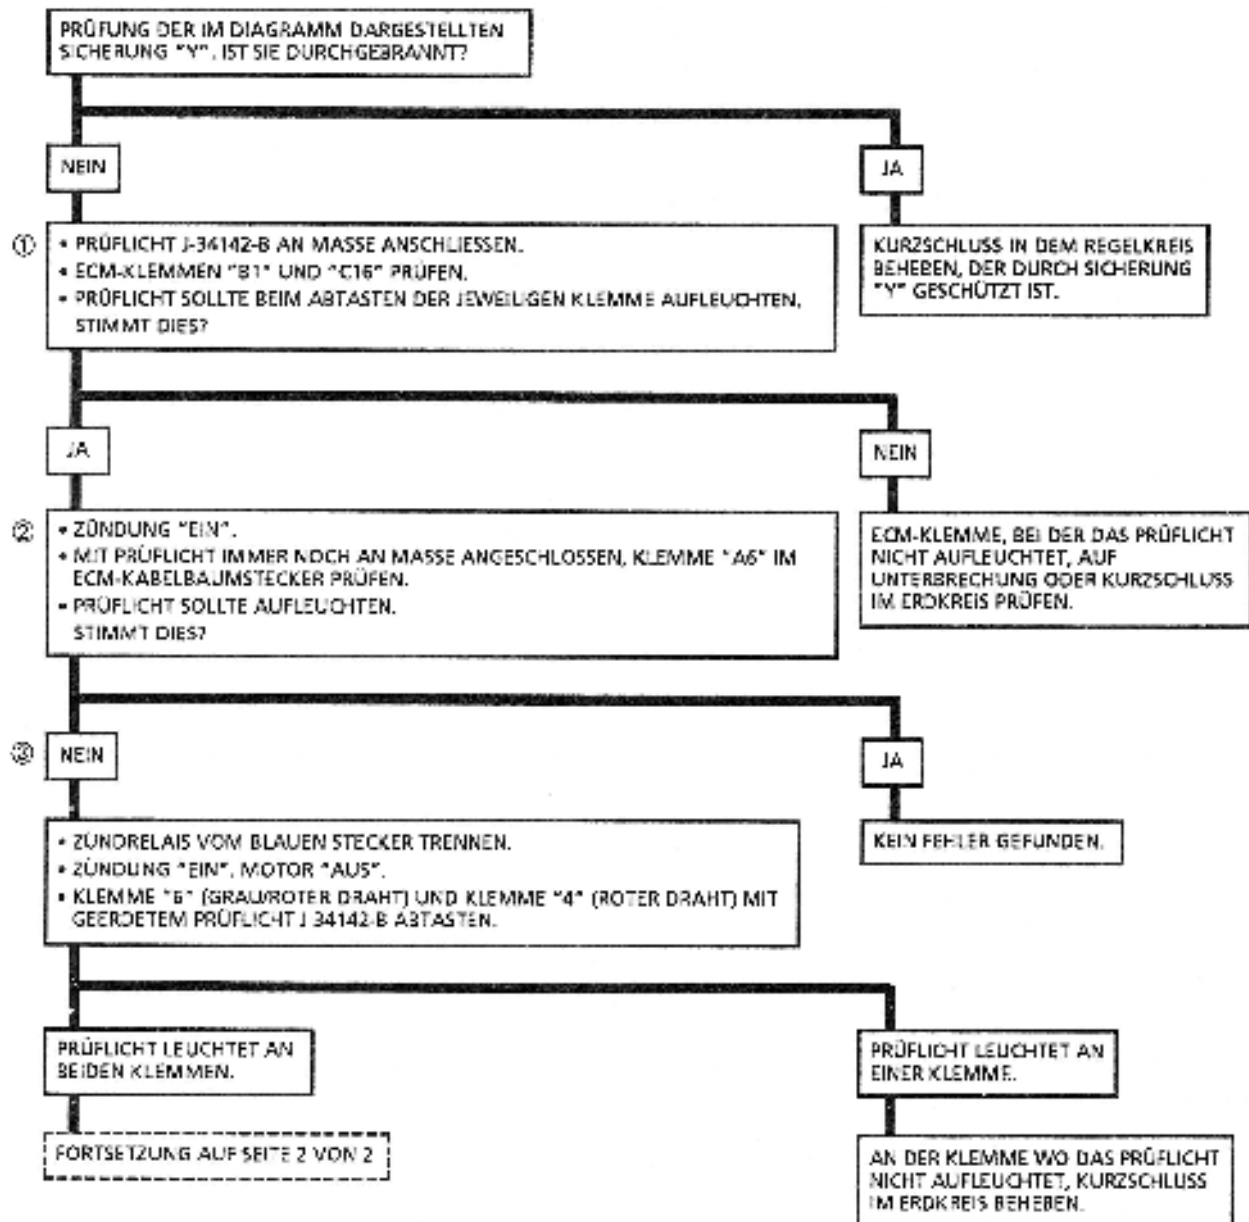 PRÜFUNG DER IM DIAGRAMM DARGESTELLTEN
SICHERUNG "Y". IST SIE DURCHGEBRANNT?
NEIN
JA
①
• PRÜFLICHT J-34142-B AN MASSE ANSCHLIESSEN.
• ECM-KLEMMEN "B1" UND "C16" PRÜFEN.
• PRÜFLICHT SOLLTE BEIM ABTASTEN DER JEWEILIGEN KLEMME AUFLEUCHTEN.
STIMMT DIES?
KURZSCHLUSS IN DEM REGELKREIS
BEHEBEN, DER DURCH SICHERUNG
"Y" GESCHÜTZT IST.
JA
NEIN
②
• ZÜNDUNG "EIN".
• MIT PRÜFLICHT IMMER NOCH AN MASSE ANGESCHLOSSEN, KLEMME "A6" IM
ECM-KABELBAUMSTECKER PRÜFEN.
• PRÜFLICHT SOLLTE AUFLEUCHTEN.
STIMMT DIES?
ECM-KLEMME, BEI DER DAS PRÜFLICHT
NICHT AUFLEUCHTET, AUF
UNTERBRECHUNG ODER KURZSCHLUSS
IM ERDKREIS PRÜFEN.
③
NEIN
JA
• ZÜNDRELAIS VOM BLAUEN STECKER TRENNEN.
• ZÜNDUNG "EIN". MOTOR "AUS".
• KLEMME "6" (GRAU/ROTER DRAHT) UND KLEMME "4" (ROTER DRAHT) MIT
GEERDETEM PRÜFLICHT J 34142-B ABTASTEN.
KEIN FEHLER GEFUNDEN.
PRÜFLICHT LEUCHTET AN
BEIDEN KLEMMEN.
PRÜFLICHT LEUCHTET AN
EINER KLEMME.
FORTSETZUNG AUF SEITE 2 VON 2
AN DER KLEMME WO DAS PRÜFLICHT
NICHT AUFLEUCHTET, KURZSCHLUSS
IM ERDKREIS BEHEBEN.